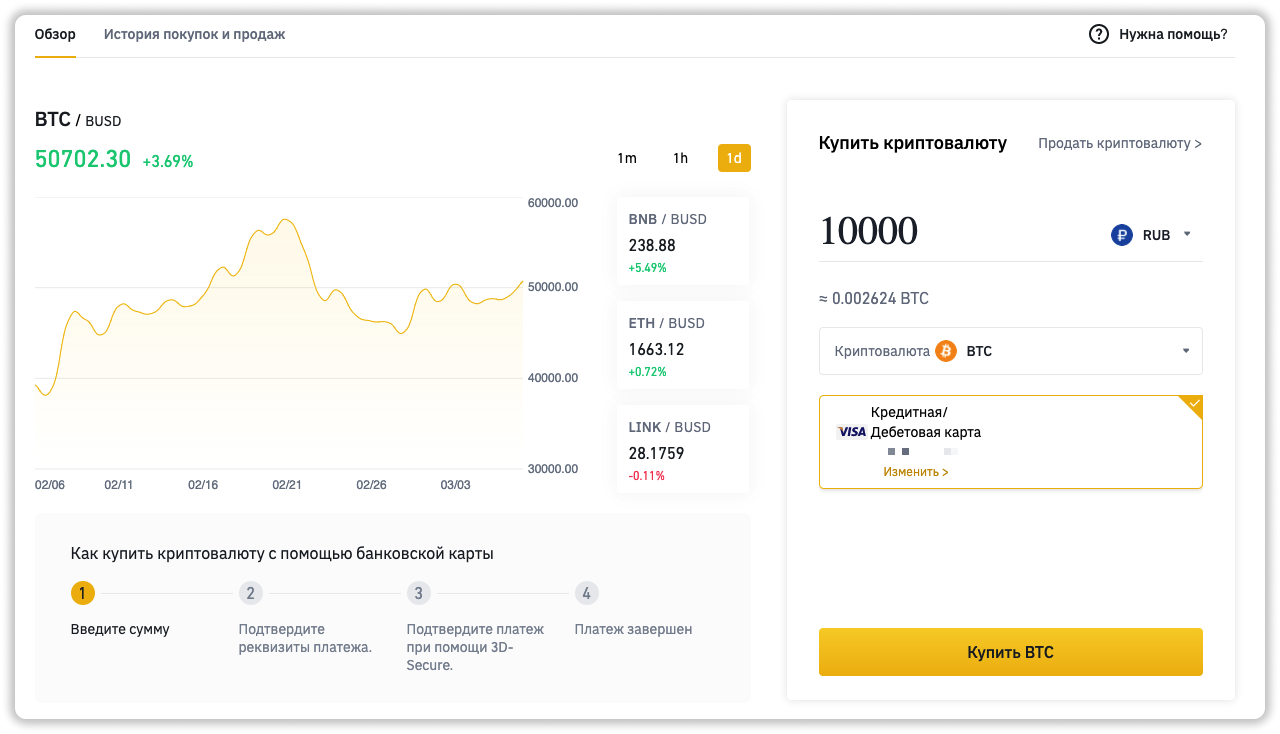 Обзор
История покупок и продаж
? Нужна помощь?
BTC / BUSD
50702.30 +3.69%
1m 1h 1d
60000.00
50000.00
40000.00
30000.00
02/06 02/11 02/16 02/21 02/26 03/03
BNB / BUSD
238.88
+5.49%
ETH / BUSD
1663.12
+0.72%
LINK / BUSD
28.1759
-0.11%
Как купить криптовалюту с помощью банковской карты
1
Введите сумму
2
Подтвердите
реквизиты платежа.
3
Подтвердите платеж
при помощи 3D-
Secure.
4
Платеж завершен
Купить криптовалюту
Продать криптовалюту >
10000
₽ RUB
≈ 0.002624 BTC
Криптовалюта ₿ BTC
Кредитная/
VISA Дебетовая карта
Изменить >
Купить BTC